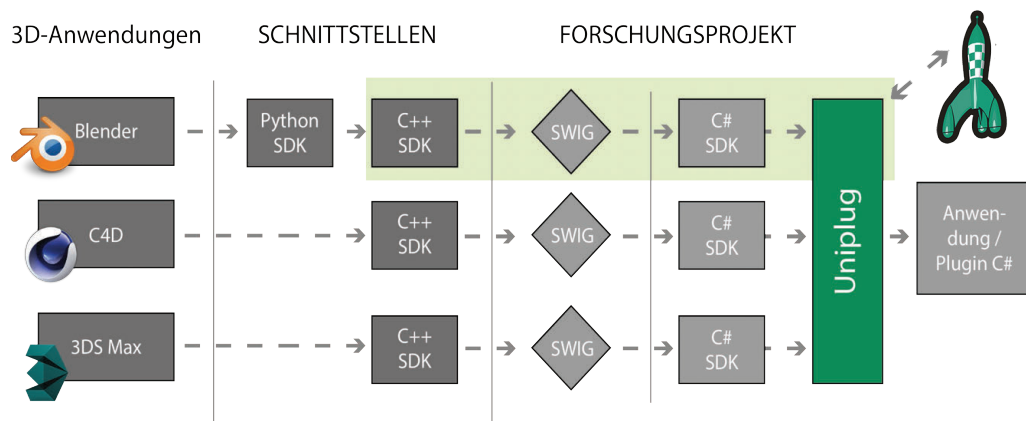 3D-Anwendungen
SCHNITTSTELLEN
FORSCHUNGSPROJEKT
Blender
Python
SDK
C++
SDK
SWIG
C#
SDK
C4D
C++
SDK
SWIG
C#
SDK
3DS Max
C++
SDK
SWIG
C#
SDK
Uniplug
Anwen-
dung /
Plugin C#